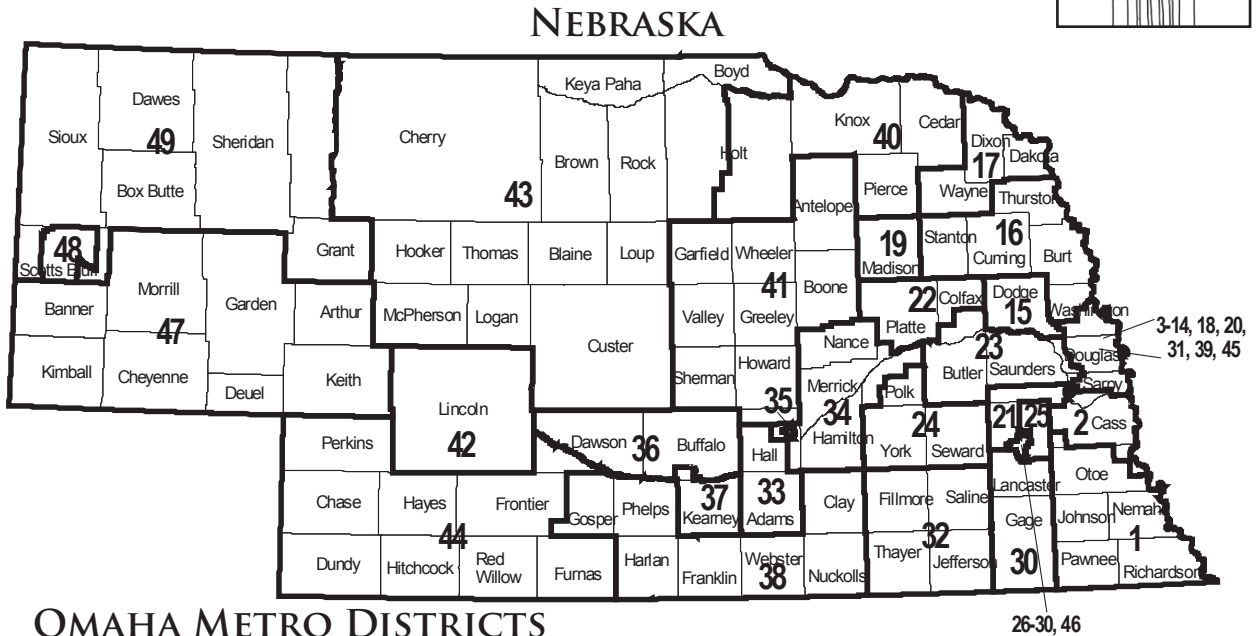 NEBRASKA
Boyd
Keya Paha
Dawes
Sioux
49
Sheridan
Cherry
Knox
40
Cedar
Dixon
Dakota
17
Holt
Brown
Rock
Box Butte
43
Pierce
Wayne
Thurston
Antelope
48
Scotts Bluff
Grant
Hooker
Thomas
Blaine
Loup
Garfield
Wheeler
19
Madison
Stanton
16
Cuming
Burt
Morrill
Banner
Garden
Arthur
McPherson
Logan
41
Boone
Valley
Greeley
22
Colfax
Dodge
15
Washington
Platte
3-14, 18, 20,
31, 39, 45
47
Custer
Nance
23
Douglas
Kimball
Cheyenne
Deuel
Keith
Howard
Sherman
Butler
Saunders
Sarpy
Merrick
Polk
35
34
Lincoln
42
21
25
2
Cass
24
Perkins
Dawson
36
Buffalo
Hall
Hamilton
York
Seward
Otoe
Lancaster
Chase
Hayes
Frontier
Gosper
Phelps
37
Kearney
33
Adams
Clay
Fillmore
Saline
Gage
Johnson
Nemaha
44
32
1
Dundy
Hitchcock
Red
Willow
Furnas
Harlan
Franklin
Webster
38
Nuckolls
Thayer
Jefferson
30
Pawnee
Richardson
26-30, 46
OMAHA METRO DISTRICTS